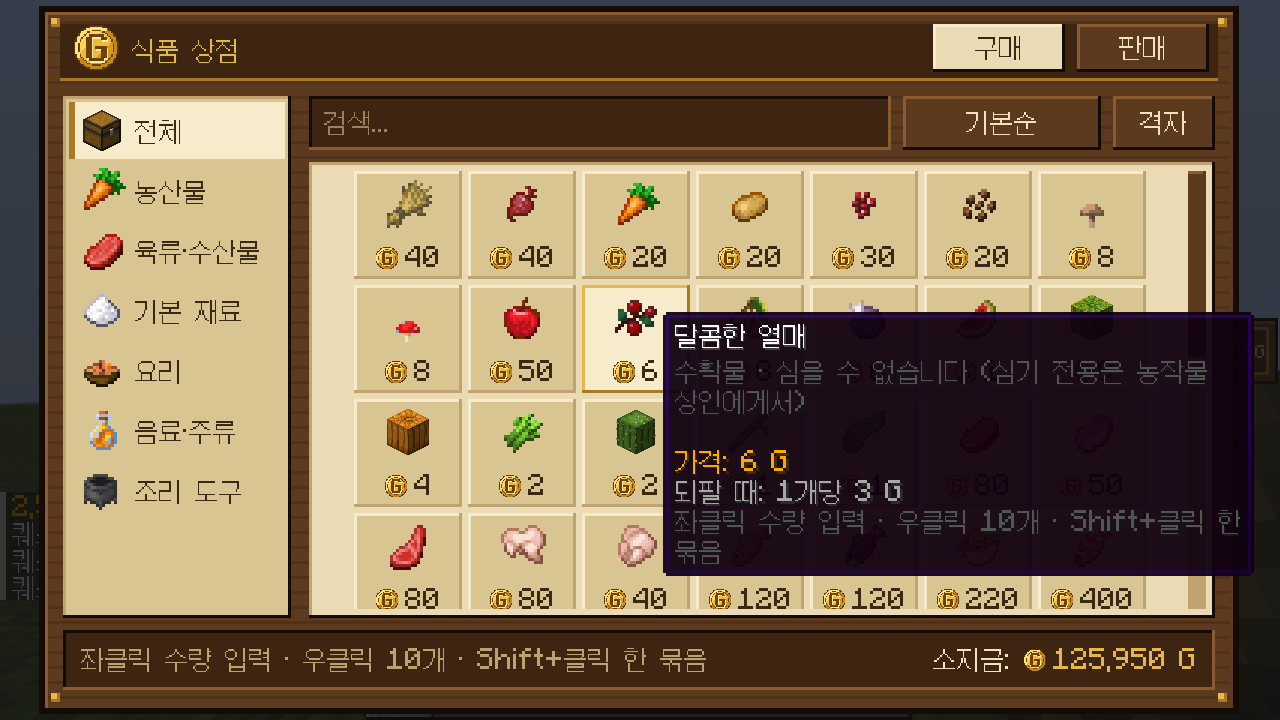 식품 상점
구매
판매
전체
농산물
육류·수산물
기본 재료
요리
음료·주류
조리 도구
검색...
기본순
격자
40
40
20
20
30
20
8
8
50
6
달콤한 열매
수확물 심을 수 없습니다 (심기 전용은 농작물
상인에게서)
가격: 6 G
되팔 때: 1개당 3 G
좌클릭 수량 입력 · 우클릭 10개 · Shift+클릭 한
묶음
4
2
2
80
50
80
80
40
120
120
220
400
좌클릭 수량 입력 · 우클릭 10개 · Shift+클릭 한 묶음
소지금: 125,950 G